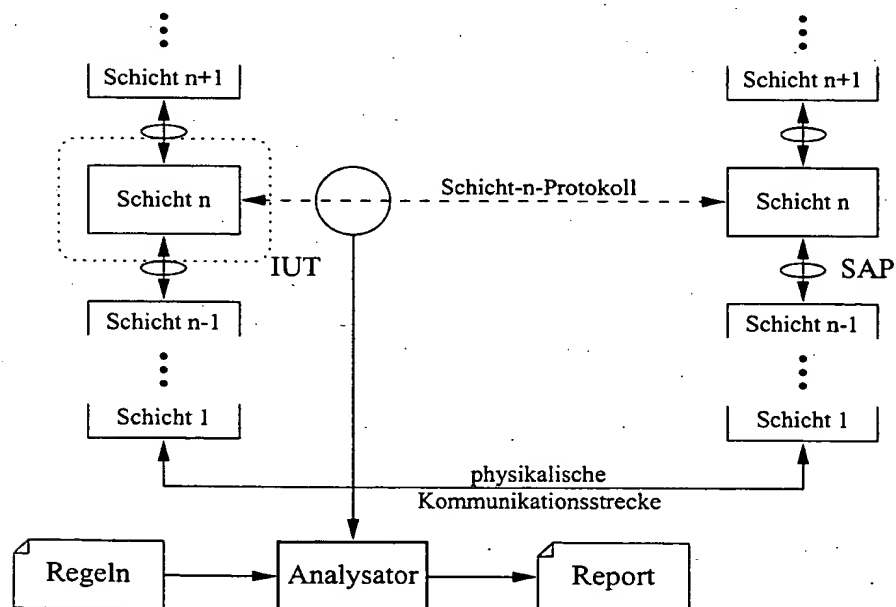 Schicht n+1
Schicht n+1
Schicht n
Schicht-n-Protokoll
Schicht n
IUT
SAP
Schicht n-1
Schicht n-1
Schicht 1
Schicht 1
physikalische
Kommunikationsstrecke
Regeln
Analysator
Report